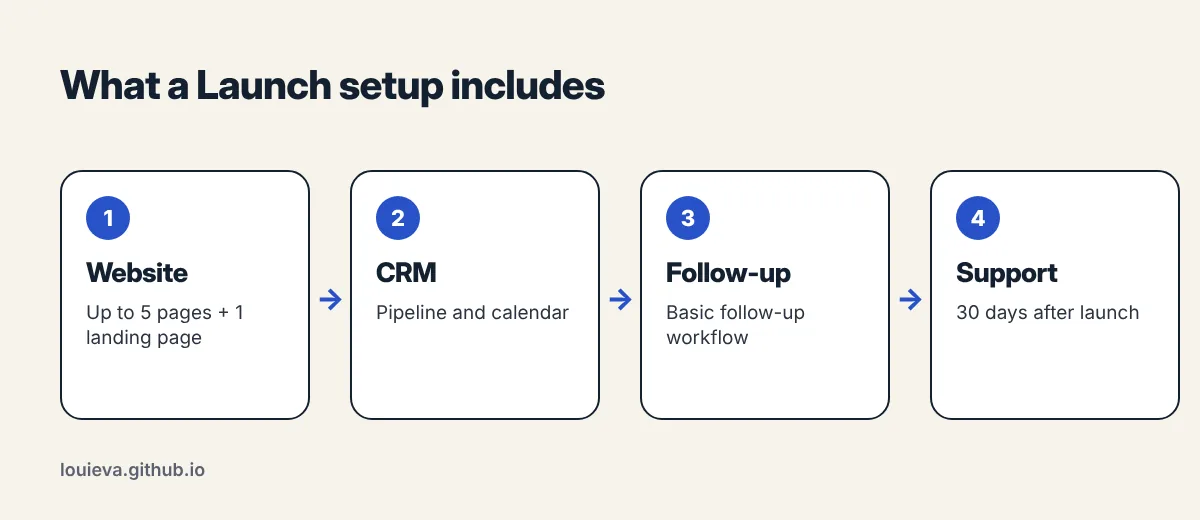 What a Launch setup includes
1
Website
Up to 5 pages + 1
landing page
2
CRM
Pipeline and calendar
3
Follow-up
Basic follow-up
workflow
4
Support
30 days after launch
louieva.github.io